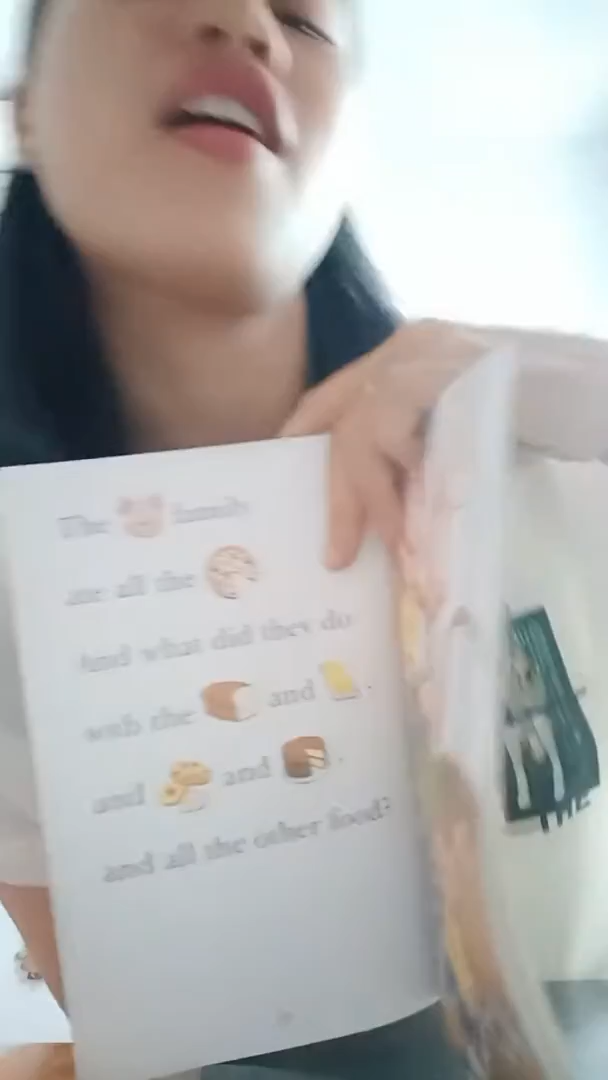 The family
ate all the
And what did they do
with the and ,
and and ,
and all the other food?
THE